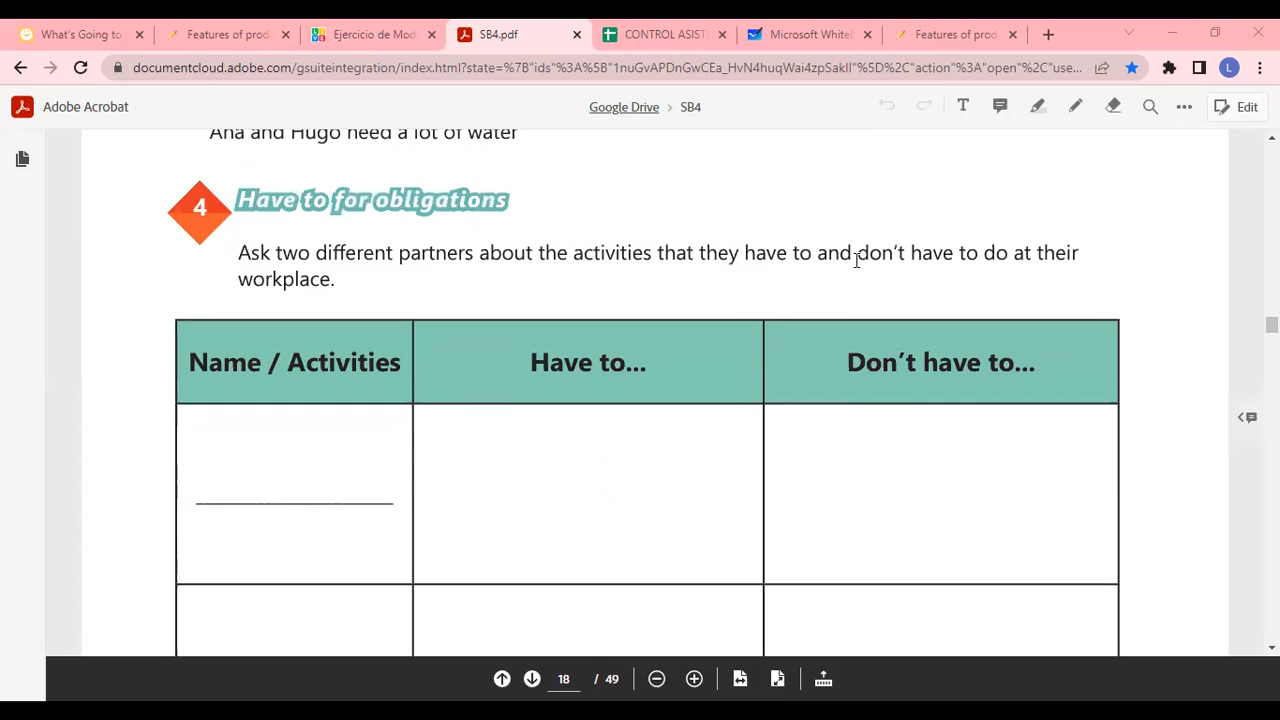 What's Going to
Features of prod
Ejercicio de Mod
SB4.pdf
CONTROL ASIST
Microsoft White
Features of prod
documentcloud.adobe.com/gsuiteintegration/index.html?state=%7B"ids"%3A%5B"1nuGvAPDnGwCEa_HvN4huqWai4zpSakIl"%5D%2C"action"%3A"open"%2C"use...
L
Adobe Acrobat
Google Drive
SB4
Edit
Ana and Hugo need a lot of water
4
Have to for obligations
Ask two different partners about the activities that they have to and don't have to do at their
workplace.
Name / Activities
Have to...
Don't have to...
18 / 49